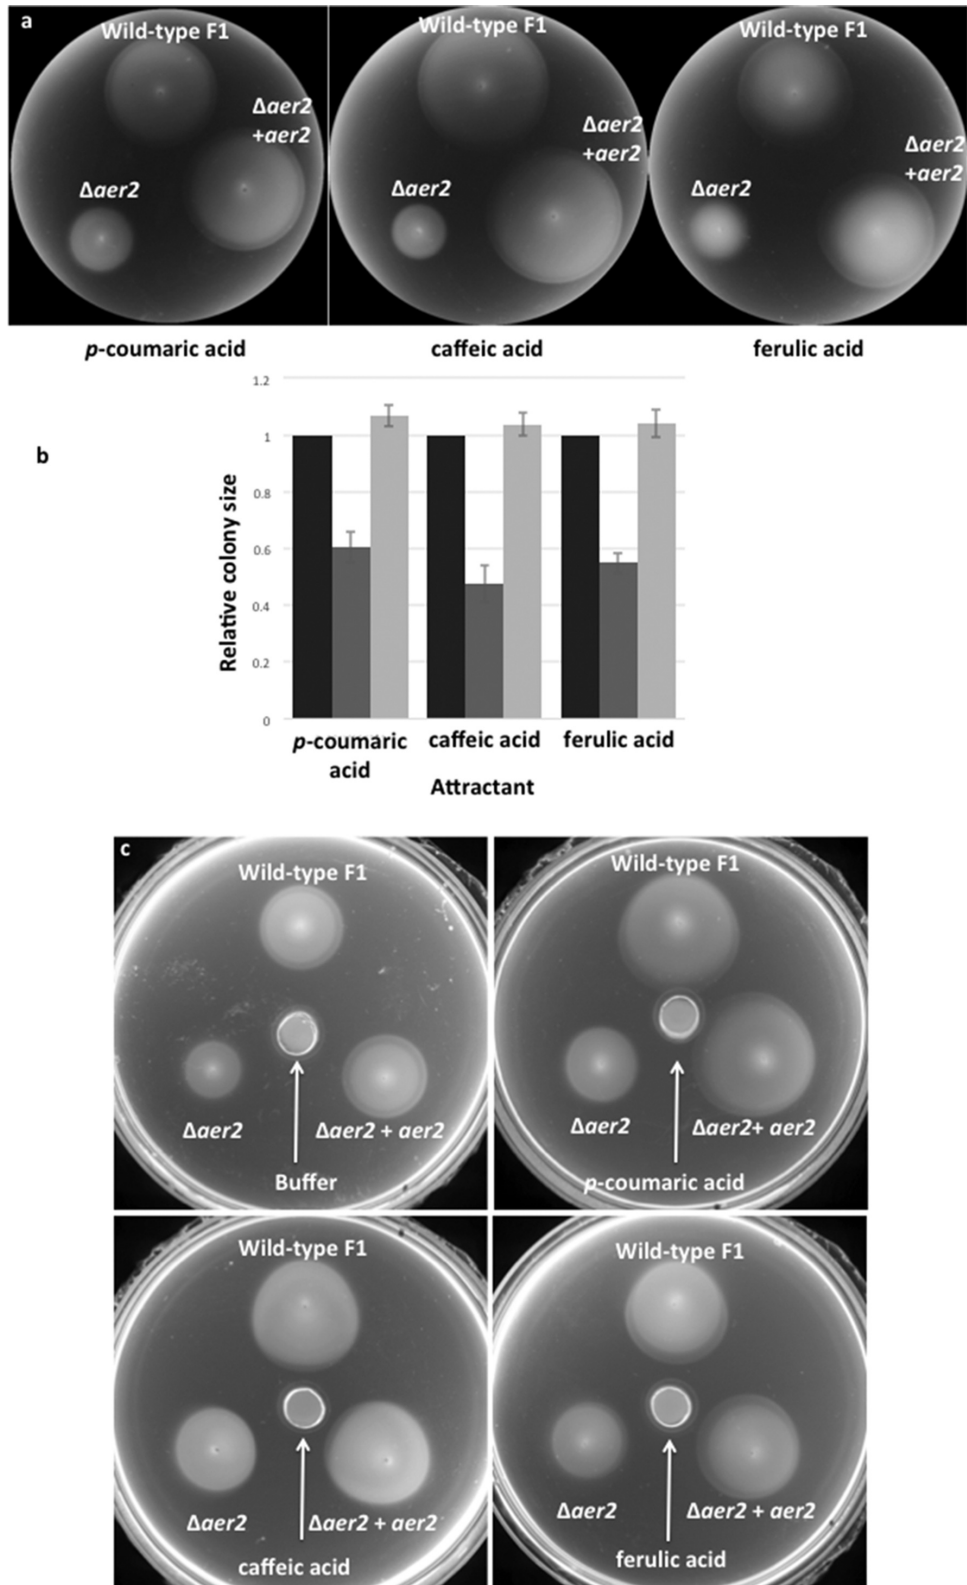 a
Wild-type F1
Δaer2
+aer2
Δaer2
Wild-type F1
Δaer2
+aer2
Δaer2
Wild-type F1
Δaer2
+aer2
Δaer2
p-coumaric acid
caffeic acid
ferulic acid
b
Relative colony size
1.2
1
0.8
0.6
0.4
0.2
0
p-coumaric
acid
caffeic acid
ferulic acid
Attractant
c
Wild-type F1
Δaer2
Δaer2 + aer2
Buffer
Wild-type F1
Δaer2
Δaer2+ aer2
p-coumaric acid
Wild-type F1
Δaer2
Δaer2 + aer2
caffeic acid
Wild-type F1
Δaer2
Δaer2 + aer2
ferulic acid